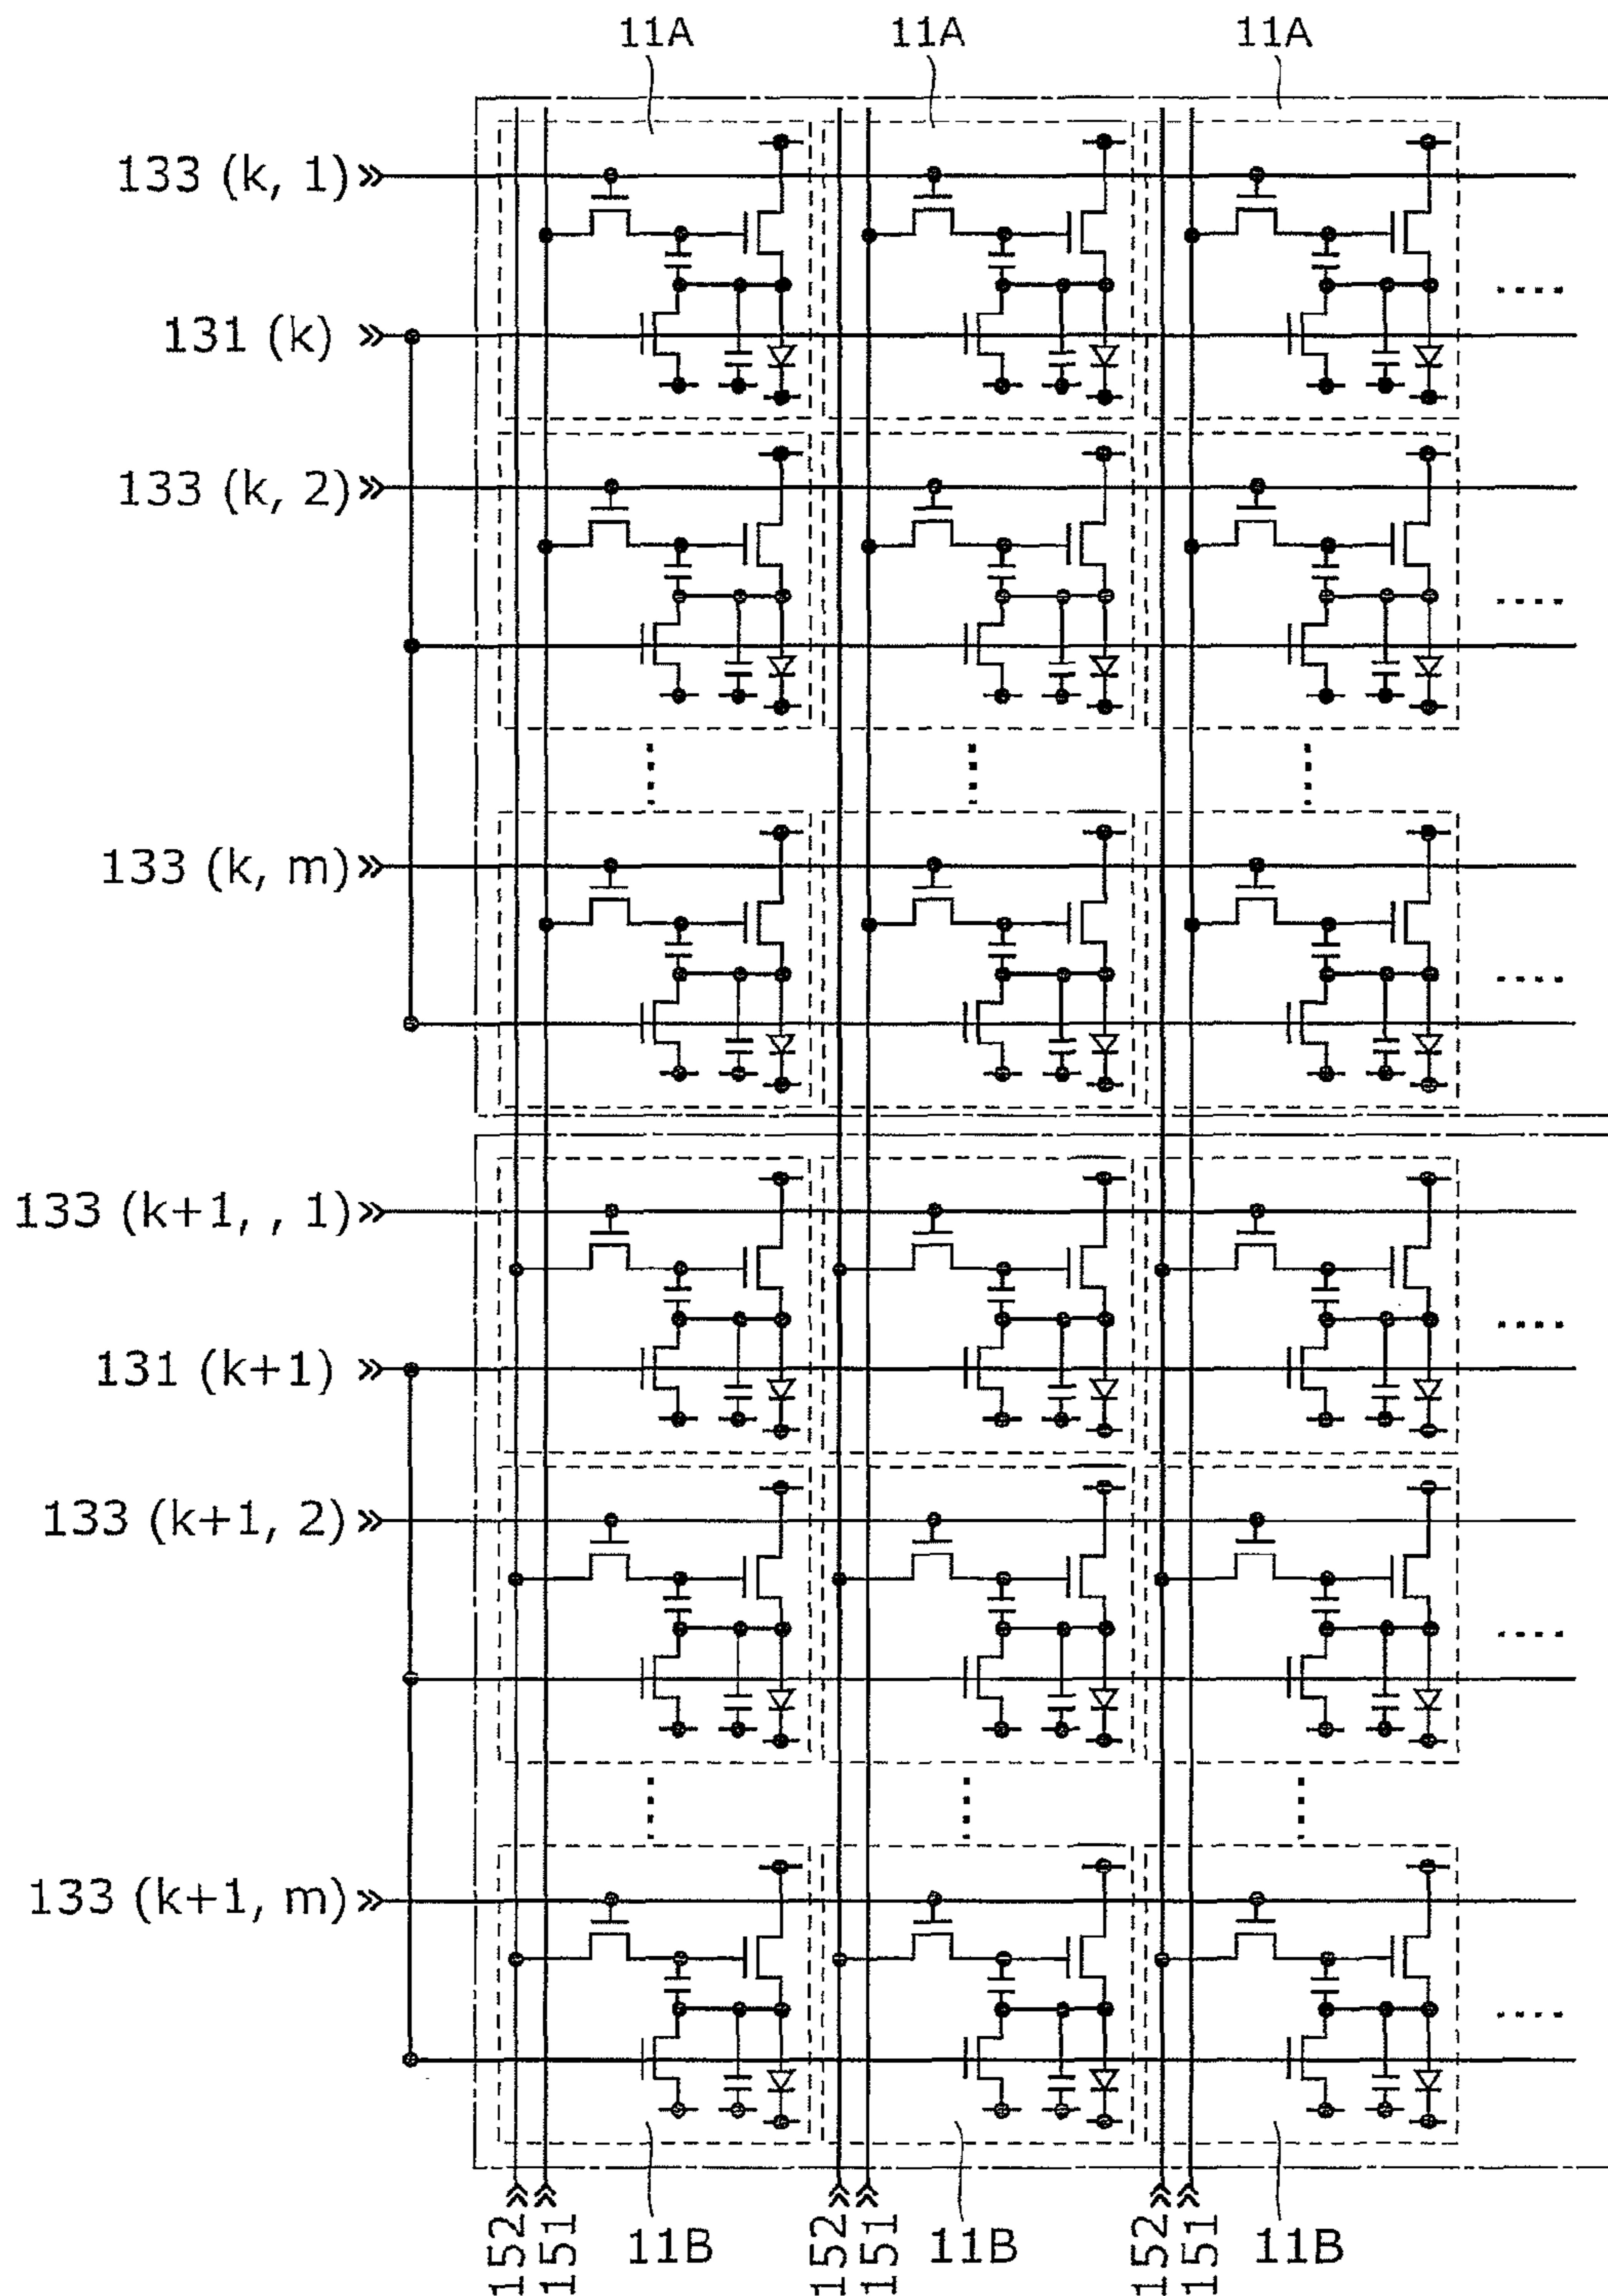 11A 11A 11A
133 (k, 1)
131 (k)
133 (k, 2)
133 (k, m)
133 (k+1, , 1)
131 (k+1)
133 (k+1, 2)
133 (k+1, m)
152 151 11B 152 151 11B 152 151 11B